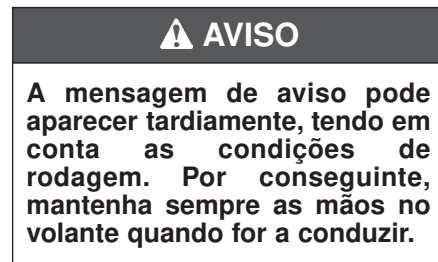 AVISO
A mensagem de aviso pode
aparecer tardiamente, tendo em
conta as condições de
rodagem. Por conseguinte,
mantenha sempre as mãos no
volante quando for a conduzir.